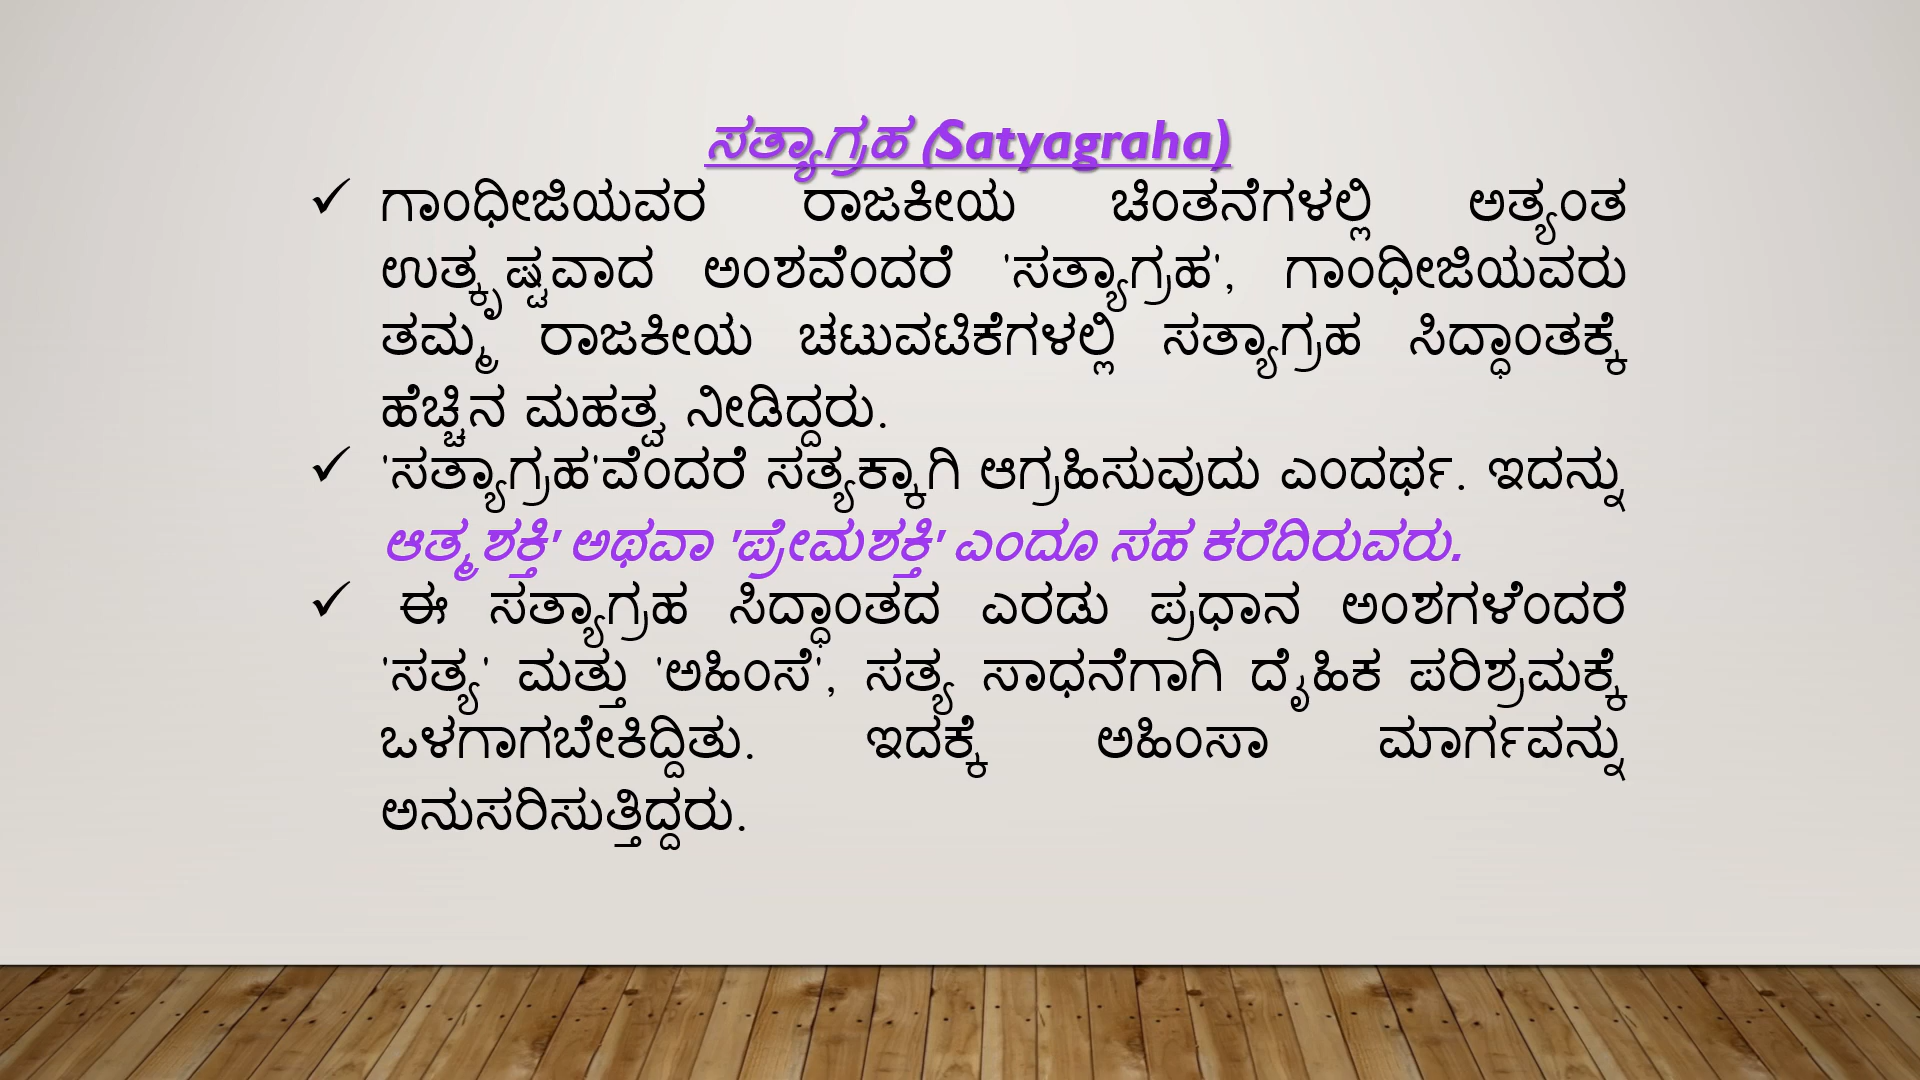 ಸತ್ಯಾಗ್ರಹ (Satyagraha)
✓ ಗಾಂಧೀಜಿಯವರ ರಾಜಕೀಯ ಚಿಂತನೆಗಳಲ್ಲಿ ಅತ್ಯಂತ
ಉತ್ಕೃಷ್ಟವಾದ ಅಂಶವೆಂದರೆ 'ಸತ್ಯಾಗ್ರಹ', ಗಾಂಧೀಜಿಯವರು
ತಮ್ಮ ರಾಜಕೀಯ ಚಟುವಟಿಕೆಗಳಲ್ಲಿ ಸತ್ಯಾಗ್ರಹ ಸಿದ್ಧಾಂತಕ್ಕೆ
ಹೆಚ್ಚಿನ ಮಹತ್ವ ನೀಡಿದ್ದರು.
✓ 'ಸತ್ಯಾಗ್ರಹ'ವೆಂದರೆ ಸತ್ಯಕ್ಕಾಗಿ ಆಗ್ರಹಿಸುವುದು ಎಂದರ್ಥ. ಇದನ್ನು
ಆತ್ಮಶಕ್ತಿ' ಅಥವಾ 'ಪ್ರೇಮಶಕ್ತಿ' ಎಂದೂ ಸಹ ಕರೆದಿರುವರು.
✓ ಈ ಸತ್ಯಾಗ್ರಹ ಸಿದ್ಧಾಂತದ ಎರಡು ಪ್ರಧಾನ ಅಂಶಗಳೆಂದರೆ
'ಸತ್ಯ' ಮತ್ತು 'ಅಹಿಂಸೆ', ಸತ್ಯ ಸಾಧನೆಗಾಗಿ ದೈಹಿಕ ಪರಿಶ್ರಮಕ್ಕೆ
ಒಳಗಾಗಬೇಕಿದ್ದಿತು. ಇದಕ್ಕೆ ಅಹಿಂಸಾ ಮಾರ್ಗವನ್ನು
ಅನುಸರಿಸುತ್ತಿದ್ದರು.